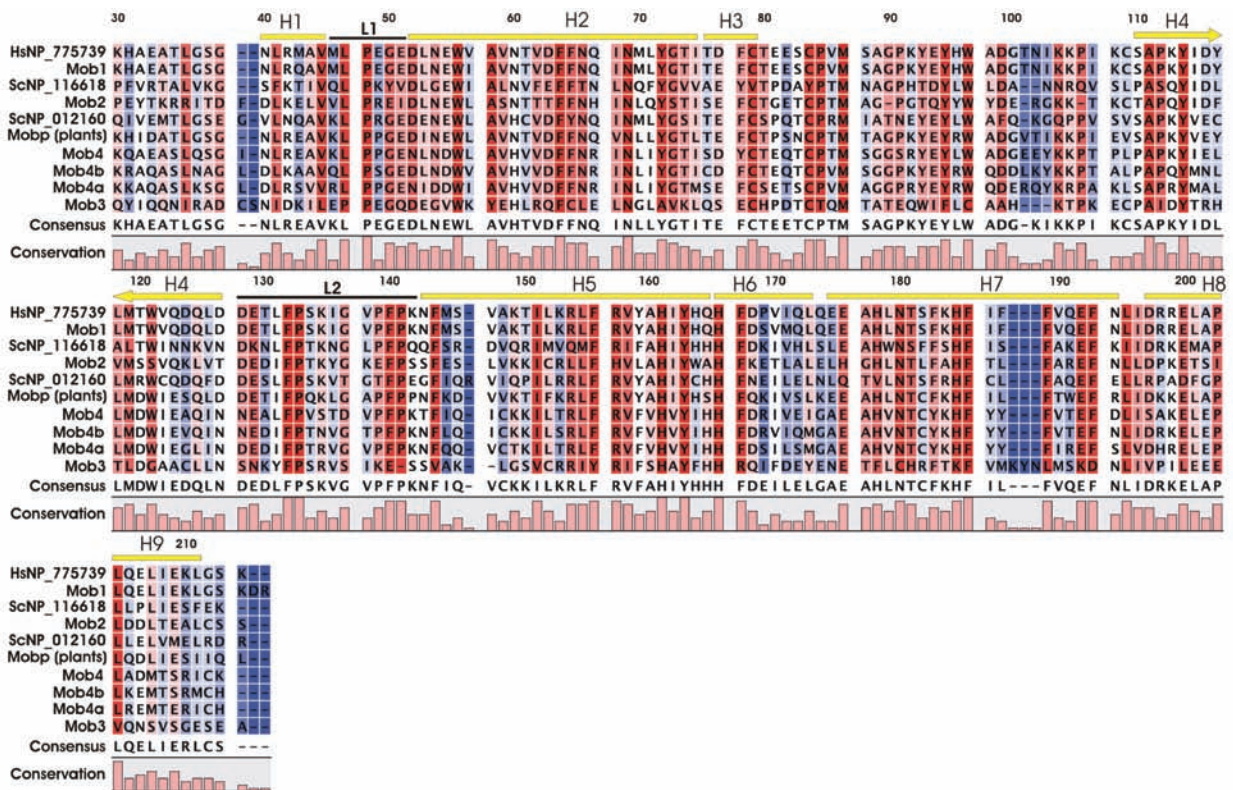 30 40 50 60 70 80 90 100 110
H1 L1 H2 H3 H4
HsNP_775739 KHAEATLGSG --NLRMAVML PEGEDLNEWV AVNTVDFFNQ INMLYGTITD FCTEESCPVM SAGPKYEYHW ADGTNIKKPI KCSAPKYIDY
Mob1 KHAEATLGSG --NLRQAVML PEGEDLNEWI AVNTVDFFNQ INMLYGTITE FCTEESCPVM SAGPKYEYHW ADGTNIKKPI KCSAPKYIDY
ScNP_116618 PFVRTALVKG --SFKTIVQL PKYVDLGEWI ALNVFEFFTN LNQFYGVVAE YVTPDAYPTM NAGPHTDYLW LDA--NNRQV SLPASQYIDL
Mob2 PEYTKRRITD F-DLKELVVL PREIDLNEWL ASNTTTFFNH INLQYSTISE FCTGETCPTM AG-PGTQYYW YDE-RGKK-T KCTAPQYIDF
ScNP_012160 QIVEMTLGSE G-VLNQAVKL PRGEDENEWL AVHCVDFYNQ INMLYGSITE FCSPQTCPRM IATNEYEYLW AFQ-KGQPPV SVSAPKYVEC
Mobp (plants) KHIDATLGSG --NLREAVKL PPGEDINEWL AVNTVDFFNQ VNLLYGTLTE FCTPSNCPTM TAGPKYEYRW ADGVTIKKPI EVSAPKYVEY
Mob4 KQAEASLQSG I-NLREAVKL PPGENLNDWL AVHVVDFFNR INLIYGTISD YCTEQTCPTM SGGSRYEYLW DGEEYKKPT PLPAPKYIEL
Mob4b KRAQASLNAG L-DLKAAVQL PSGEDLNDWV AVHVVDFFNR INLIYGTICD FCTEQTCPVM SGGPKYEYRW QDDLKYKKPT ALPAPQYMNL
Mob4a KKAQASLKSG L-DLRSVVRL PPGENIDDWI AVHVVDFFNR INLIYGTMSE FCSETSCPVM AGGPRYEYRW QDERQYKRPA KLSAPRYMAL
Mob3 QYIQQNIRAD CSNIDKILEP PEGQDEGVWK YEHLRQFCLE LNGLAVKLQS ECHPDTCTQM TATEQWIFLC AAH---KTPK ECPAIDYTRH
Consensus KHAEATLGSG --NLREAVKL PEGEDLNEWL AVHTVDFFNQ INLLYGTITE FCTEETCPTM SAGPKYEYLW ADG-KIKKPI KCSAPKYIDL
Conservation
120 130 140 150 160 170 180 190 200
H4 L2 H5 H6 H7 H8
HsNP_775739 LMTWVQDQLD DETLFPSKIG VPFPKNFMS- VAKTILKRLF RVYAHIYHQH FDPVIQLQEE AHLNTSFKHF IF---FVQEF NLIDRRELAP
Mob1 LMTWVQDQLD DETLFPSKIG VPFPKNFMS- VAKTILKRLF RVYAHIYHQH FDSVMQLQEE AHLNTSFKHF IF---FVQEF NLIDRRELAP
ScNP_116618 ALTWINNKVN DKNLFPTKNG LPFPQQFSR- DVQRIMVQMF RIFAHIYHHH FDKIVHLSLE AHWNSFFSHF IS---FAKEF KIIDRKEMAP
Mob2 VMSSVQKLVT DEDIFPTKYG KEFPSSFES- LVKKICRLLF HVLAHIYWAH FKETLALELH GHLNTLFAHF IL---FAREF NLLDPKETSI
ScNP_012160 LMRWCQDQFD DESLFPSKVT GTFPEGFIQR VIQPILRRLF RVYAHIYCHH FNEILELNLQ TVLNTSFRHF CL---FAQEF ELLRPADFGP
Mobp (plants) LMDWIESQLD DETIFPQKLG APFPPNFKD- VVKTIFKRLF RVYAHIYHSH FQKIVSLKEE AHLNTCFKHF IL---FTWEF RLIDKKELAP
Mob4 LMDWIEAQIN NEALFPVSTD VPFPKTFIQ- ICKKILTRLF RVFVHVYIHH FDRIVEIGAE AHVNTCYKHF YY---FVTEF DLISAKELEP
Mob4b LMDWIEVQIN NEDIFPTNVG TPFPKNFLQ- ICKKILSRLF RVFVHVYIHH FDRVIQMGAE AHVNTCYKHF YY---FVTEF NLIDRKELEP
Mob4a LMDWIEGLIN DEDIFPTRVG VPFPKNFQQ- VCTKILTRLF RVFVHVYIHH FDSIFSMGAE AHVNTCYKHF YY---FIREF SLVDHRELEP
Mob3 TLDGAACLLN SNKYFPSRVS IKE-SSVAK- -LGSVCRRIY RIFSHAYFHH RQIFDEYENE TFLCHRFTKF VMKYNLMSKD NLIVPILEEE
Consensus LMDWIEDQLN DEDLFPSKVG VPFPKNFIQ- VCKKILKRLF RVFAHIYHHH FDEILELGAE AHLNTCFKHF IL---FVQEF NLIDRKELAP
Conservation
H9 210
HsNP_775739 LQELIEKLGS K--
Mob1 LQELIEKLGS KDR
ScNP_116618 LLPLIESFEK ---
Mob2 LDDLTEALCS S--
ScNP_012160 LLELVMELRD R--
Mobp (plants) LQDLIESIIQ L--
Mob4 LADMTSRICK ---
Mob4b LKEMTSRMCH ---
Mob4a LREMTERICH ---
Mob3 VQNSVSGESE A--
Consensus LQELIERLCS ---
Conservation